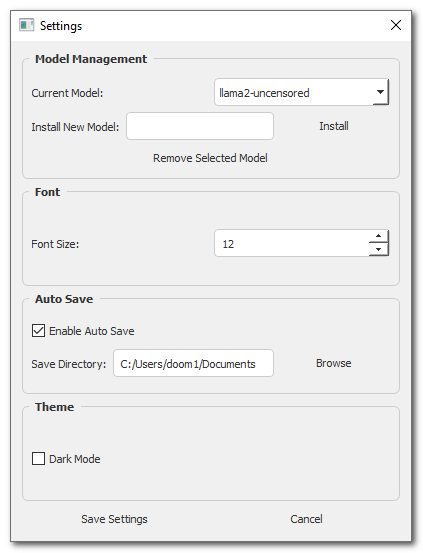 Settings
Model Management
Current Model: llama2-uncensored
Install New Model: Install
Remove Selected Model
Font
Font Size: 12
Auto Save
Enable Auto Save
Save Directory: C:/Users/doom1/Documents Browse
Theme
Dark Mode
Save Settings Cancel